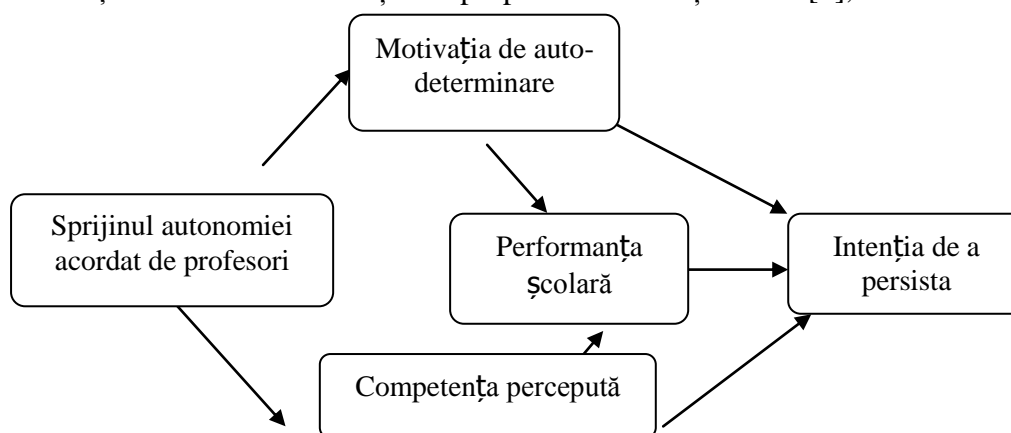 Motivația de auto-
determinare
Sprijinul autonomiei
acordat de profesori
Performanța
școlară
Intenția de a
persista
Competența percepută